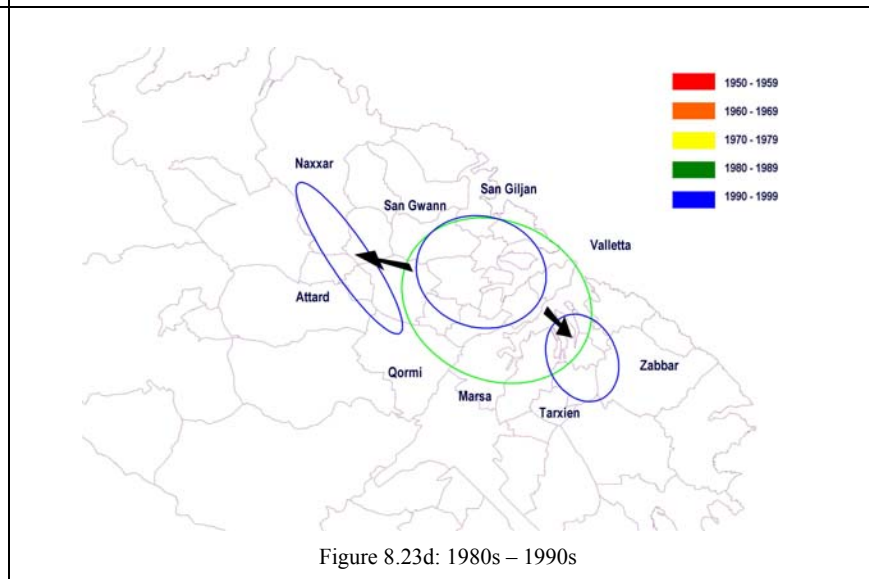 1950 - 1959
1960 - 1969
1970 - 1979
1980 - 1989
1990 - 1999
Naxxar
San Giljan
San Gwann
Valletta
Attard
Zabbar
Qormi
Marsa
Tarxien
Figure 8.23d: 1980s – 1990s